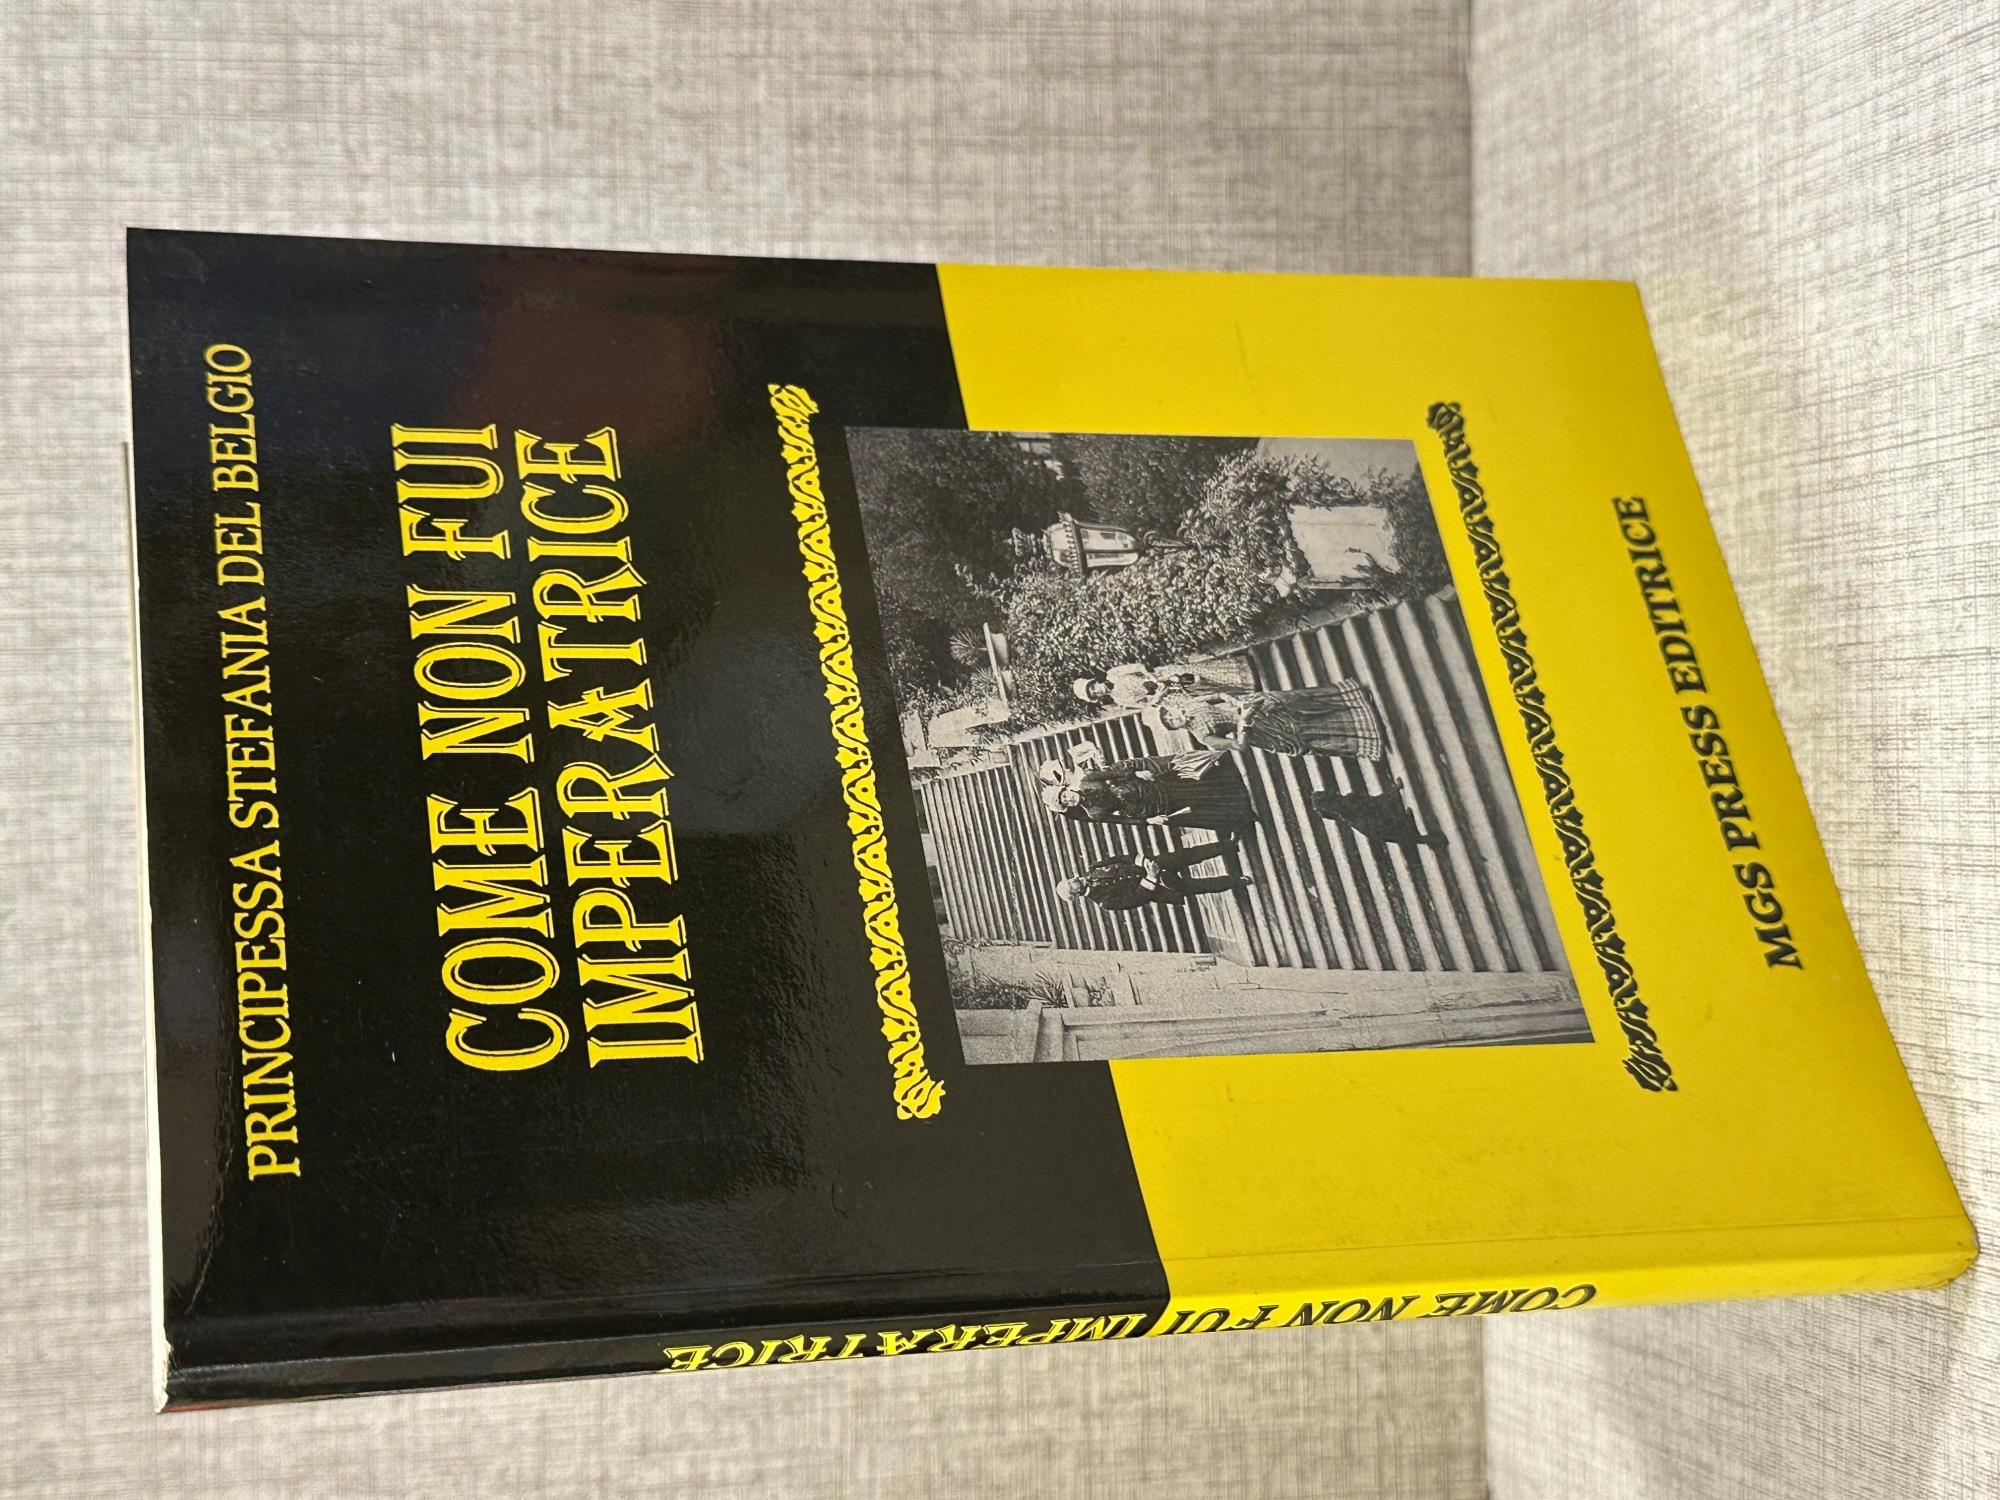 PRINCIPESSA STEFANIA DEL BELGIO
COME NON FUI
IMPERATRICE
MGS PRESS EDITRICE
COME NON FUI IMPERATRICE